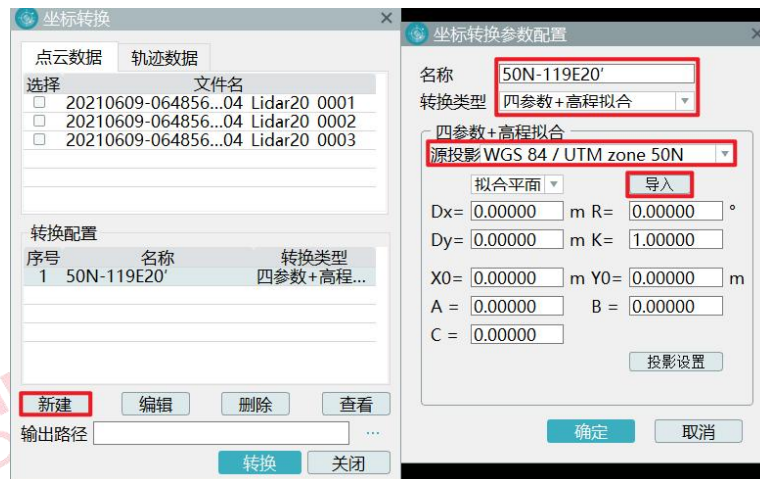 坐标转换
点云数据 轨迹数据
选择 文件名
20210609-064856...04 Lidar20 0001
20210609-064856...04 Lidar20 0002
20210609-064856...04 Lidar20 0003
转换配置
序号 名称 转换类型
1 50N-119E20′ 四参数+高程...
新建 编辑 删除 查看
输出路径 ...
转换 关闭
坐标转换参数配置
名称 50N-119E20′
转换类型 四参数+高程拟合
四参数+高程拟合
源投影 WGS 84 / UTM zone 50N
拟合平面 导入
Dx= 0.00000 m R= 0.00000 °
Dy= 0.00000 m K= 1.00000
X0= 0.00000 m Y0= 0.00000 m
A = 0.00000 B = 0.00000
C = 0.00000
投影设置
确定 取消